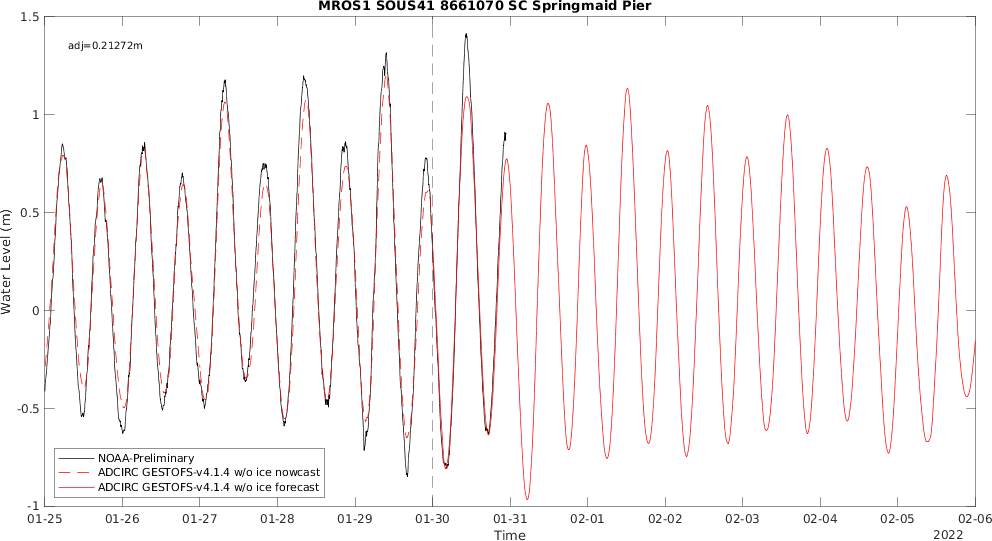 MROS1 SOUS41 8661070 SC Springmaid Pier
adj=0.21272m
1.5
1
0.5
0
-0.5
-1
Water Level (m)
NOAA-Preliminary
ADCIRC GESTOFS-v4.1.4 w/o ice nowcast
ADCIRC GESTOFS-v4.1.4 w/o ice forecast
01-25 01-26 01-27 01-28 01-29 01-30 01-31 02-01 02-02 02-03 02-04 02-05 02-06
Time
2022